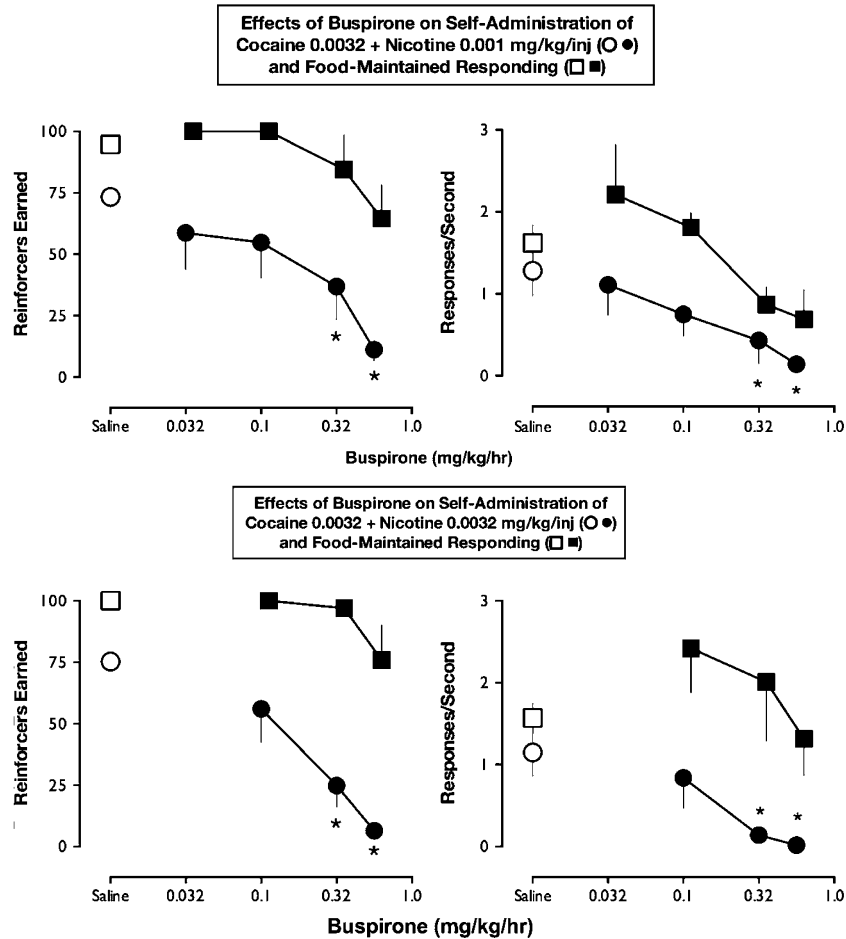 Effects of Buspirone on Self-Administration of
Cocaine 0.0032 + Nicotine 0.001 mg/kg/inj (○ ●)
and Food-Maintained Responding (□ ■)
Reinforcers Earned
100
75
50
25
0
*
*
Saline
0.032
0.1
0.32
1.0
Responses/Second
3
2
1
0
*
*
Saline
0.032
0.1
0.32
1.0
Buspirone (mg/kg/hr)
Effects of Buspirone on Self-Administration of
Cocaine 0.0032 + Nicotine 0.0032 mg/kg/inj (○ ●)
and Food-Maintained Responding (□ ■)
Reinforcers Earned
100
75
50
25
0
*
*
Saline
0.032
0.1
0.32
1.0
Responses/Second
3
2
1
0
*
*
Saline
0.032
0.1
0.32
1.0
Buspirone (mg/kg/hr)